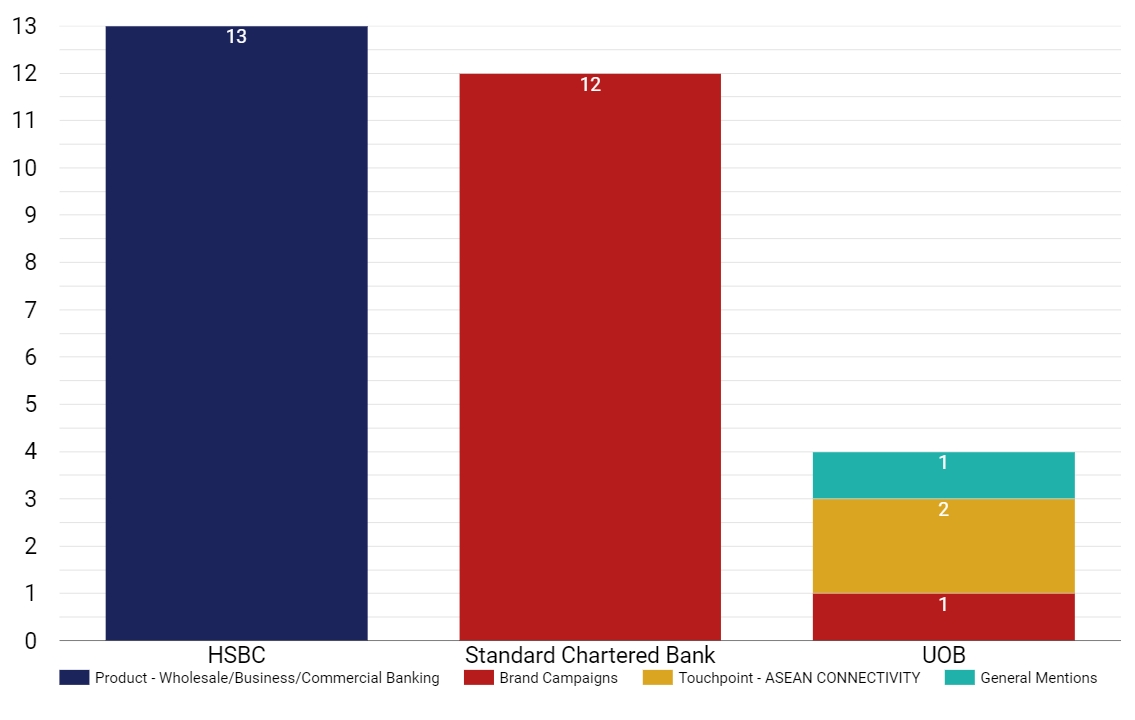 13
12
11
10
9
8
7
6
5
4
3
2
1
0
13
12
1
2
1
HSBC
Standard Chartered Bank
UOB
Product - Wholesale/Business/Commercial Banking
Brand Campaigns
Touchpoint - ASEAN CONNECTIVITY
General Mentions